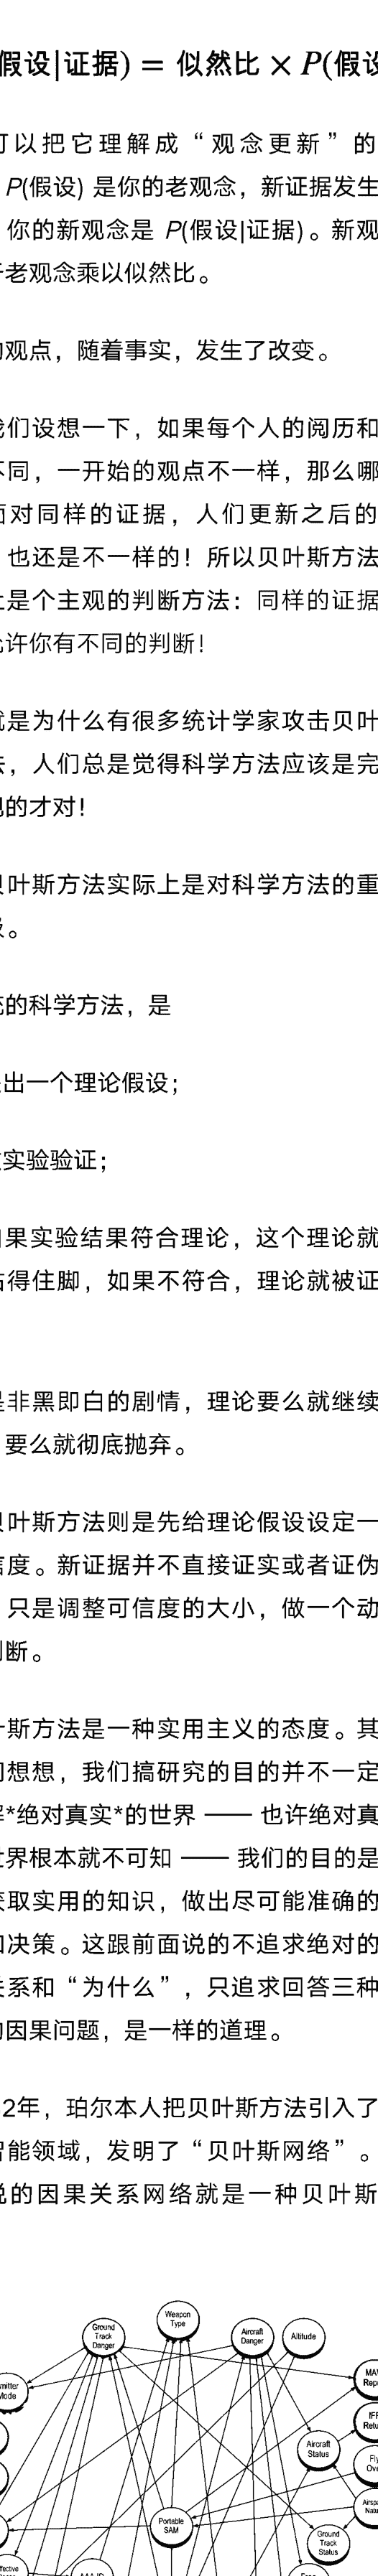 假设|证据) = 似然比 × P(假设
可以把它理解成“观念更新”的
P(假设) 是你的老观念，新证据发生
你的新观念是 P(假设|证据)。新观
老观念乘以似然比。
的观点，随着事实，发生了改变。
我们设想一下，如果每个人的阅历和
不同，一开始的观点不一样，那么哪
面对同样的证据，人们更新之后的
也还是不一样的！所以贝叶斯方法
上是个主观的判断方法：同样的证据
允许你有不同的判断！
就是为什么有很多统计学家攻击贝叶
法，人们总是觉得科学方法应该是完
观的才对！
贝叶斯方法实际上是对科学方法的重
级。
统的科学方法，是
出一个理论假设；
实验验证；
如果实验结果符合理论，这个理论就
站得住脚，如果不符合，理论就被证
是非黑即白的剧情，理论要么就继续
要么就彻底抛弃。
贝叶斯方法则是先给理论假设设定一
信度。新证据并不直接证实或者证伪
只是调整可信度的大小，做一个动
判断。
叶斯方法是一种实用主义的态度。其
们想想，我们搞研究的目的并不一定
解*绝对真实*的世界 —— 也许绝对真
世界根本就不可知 —— 我们的目的是
获取实用的知识，做出尽可能准确的
和决策。这跟前面说的不追求绝对的
关系和“为什么”，只追求回答三种
的因果问题，是一样的道理。
2年，珀尔本人把贝叶斯方法引入了
智能领域，发明了“贝叶斯网络”。
说的因果关系网络就是一种贝叶斯
Weapon
Type
Ground
Track
Danger
Aircraft
Danger
Altitude
mitter
Mode
MA
Rep
IFF
Retu
Aircraft
Status
Fly
Ove
Airspa
Natu
Portable
SAM
Ground
Track
Status
ffective